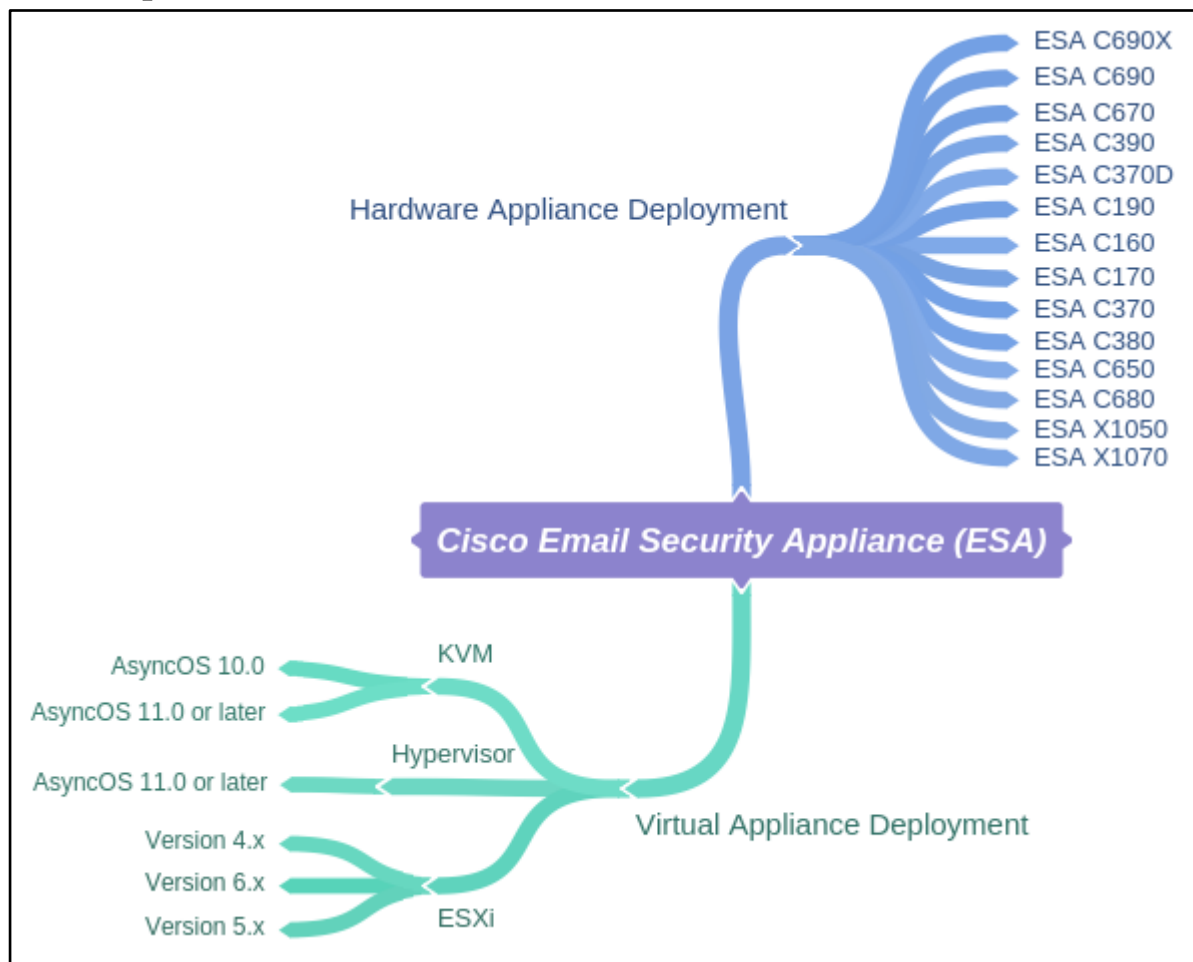 ESA C690X
ESA C690
ESA C670
ESA C390
ESA C370D
ESA C190
ESA C160
ESA C170
ESA C370
ESA C380
ESA C650
ESA C680
ESA X1050
ESA X1070
Hardware Appliance Deployment
Cisco Email Security Appliance (ESA)
KVM
AsyncOS 10.0
AsyncOS 11.0 or later
Hypervisor
AsyncOS 11.0 or later
Virtual Appliance Deployment
Version 4.x
Version 6.x
Version 5.x
ESXi